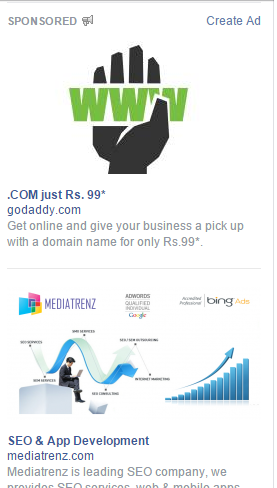 SPONSORED Create Ad
WWW
.COM just Rs. 99*
godaddy.com
Get online and give your business a pick up
with a domain name for only Rs.99*.
MEDIATRENZ
ADWORDS
QUALIFIED
INDIVIDUAL
Google
Accredited
Professional
bing Ads
SMO SERVICES
SEO SERVICES
SEO / SEM OUTSOURCING
SEM SERVICES
SEO CONSULTING
INTERNET MARKETING
SEO & App Development
mediatrenz.com
Mediatrenz is leading SEO company, we
provides SEO services, web & mobile apps